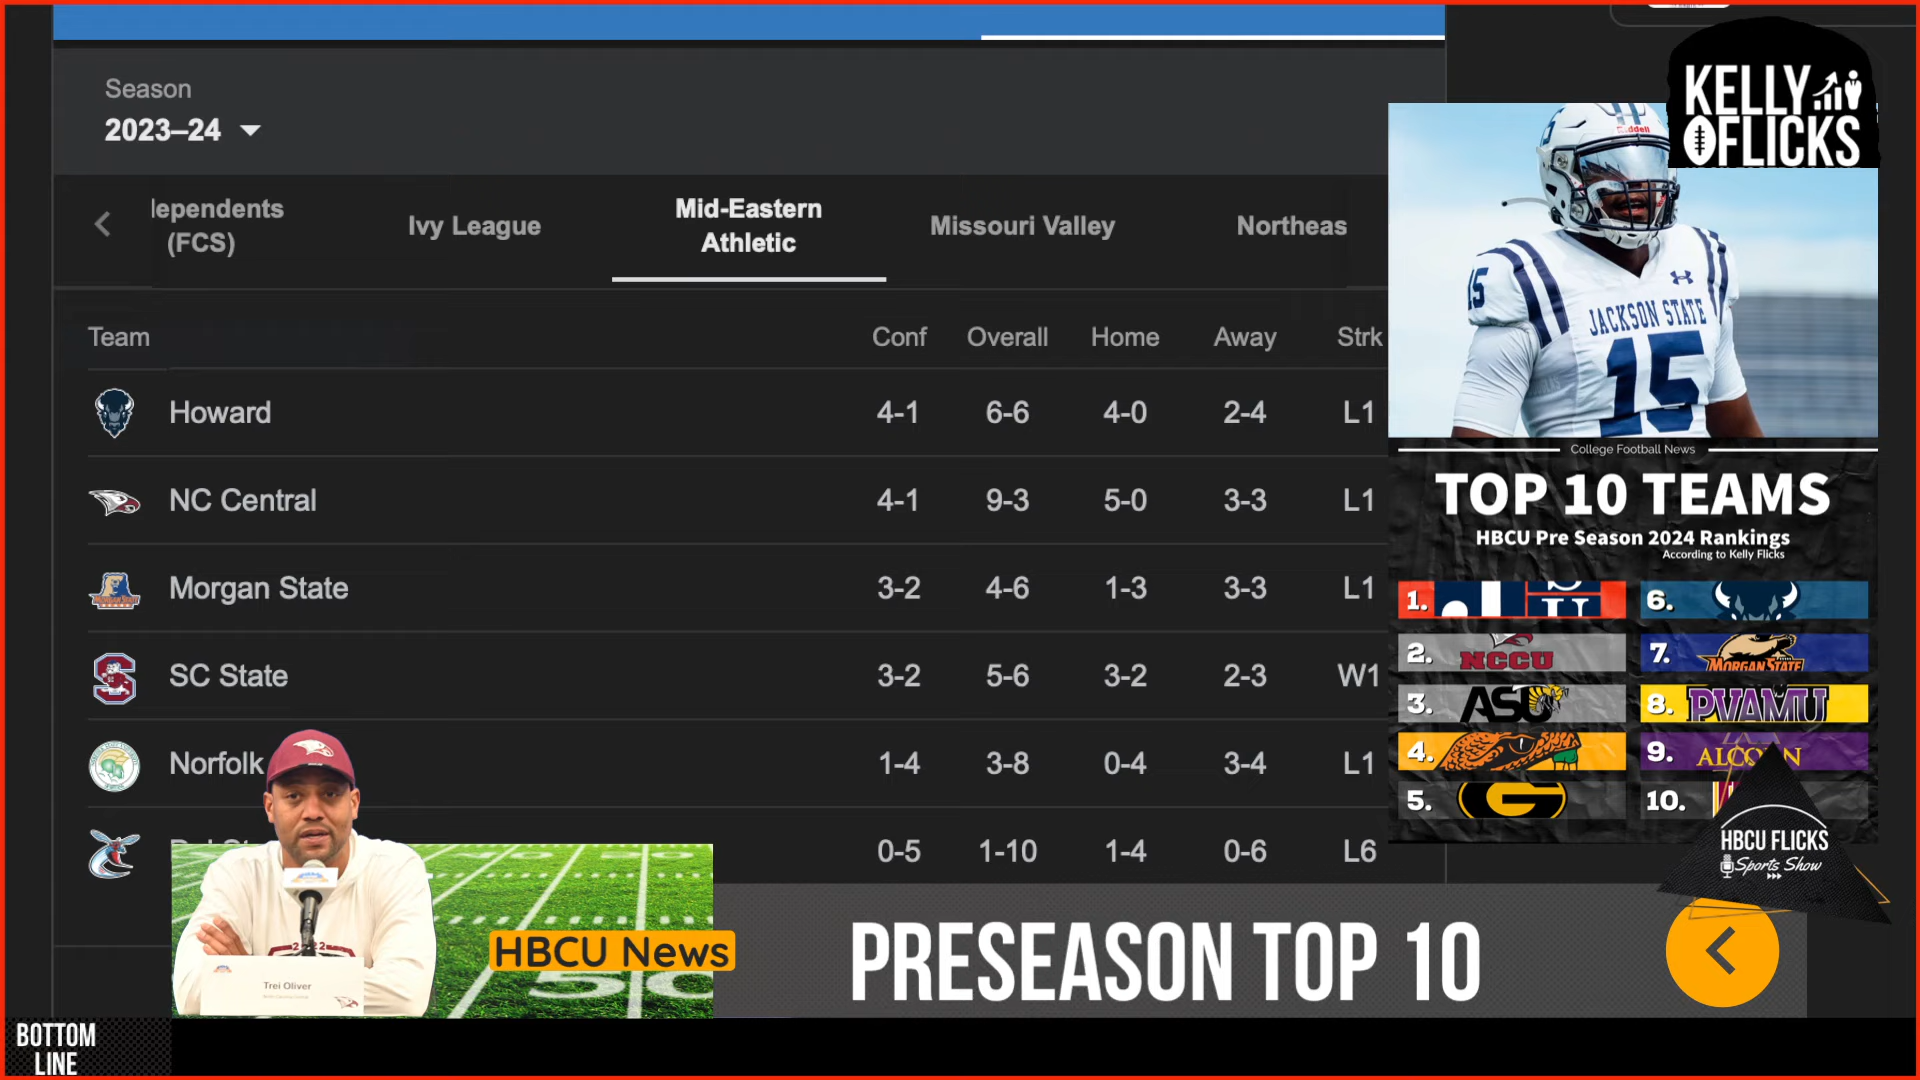 Season
2023–24
dependents
(FCS)
Ivy League
Mid-Eastern
Athletic
Missouri Valley
Northeas
Team Conf Overall Home Away Strk
Howard 4-1 6-6 4-0 2-4 L1
NC Central 4-1 9-3 5-0 3-3 L1
Morgan State 3-2 4-6 1-3 3-3 L1
SC State 3-2 5-6 3-2 2-3 W1
Norfolk 1-4 3-8 0-4 3-4 L1
0-5 1-10 1-4 0-6 L6
KELLY
FLICKS
Riddell
15
JACKSON STATE
15
College Football News
TOP 10 TEAMS
HBCU Pre Season 2024 Rankings
According to Kelly Flicks
1.
2. NCCU
3. ASU
4.
5. G
6.
7. MORGAN STATE
8. PVAMU
9. ALCORN
10.
HBCU FLICKS
Sports Show
Trei Oliver
HBCU News
50
PRESEASON TOP 10
BOTTOM
LINE